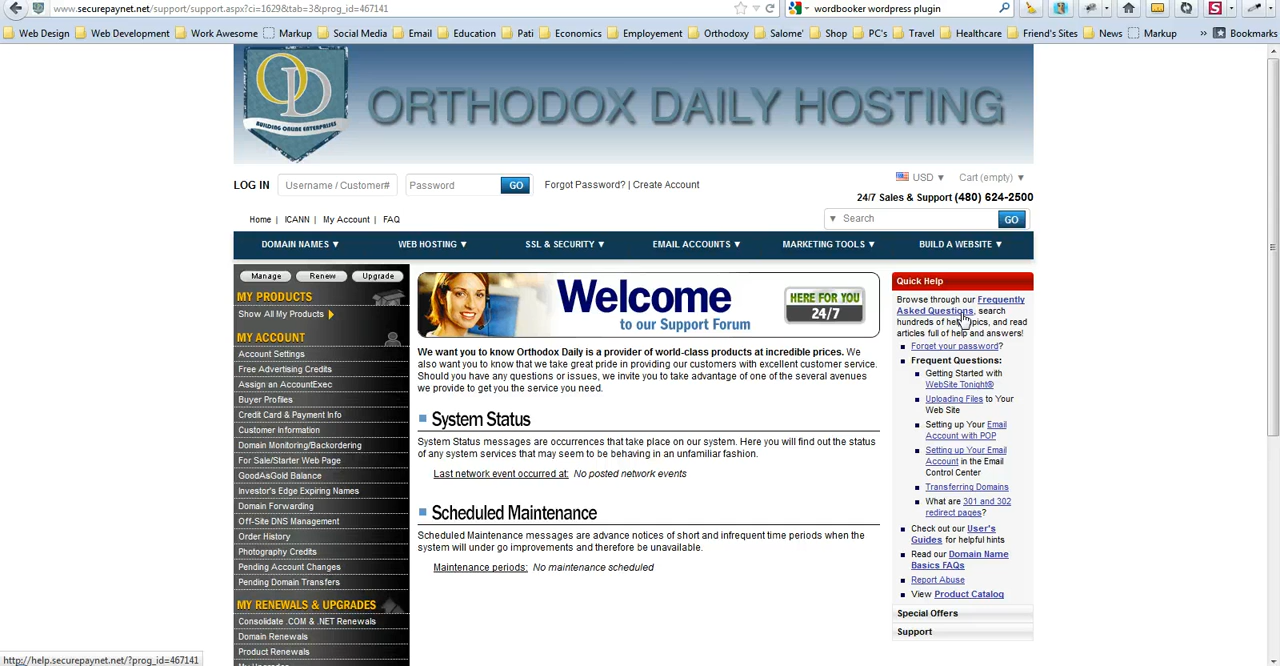 www.securepaynet.net/support/support.aspx?ci=1629&tab=3&prog_id=467141
wordbooker wordpress plugin
Web Design Web Development Work Awesome Markup Social Media Email Education Pati Economics Employement Orthodoxy Salome' Shop PC's Travel Healthcare Friend's Sites News Markup » Bookmarks
OD
BUILDING ONLINE ENTERPRISES
ORTHODOX DAILY HOSTING
LOG IN Username / Customer# Password GO Forgot Password? | Create Account
USD ▼ Cart (empty) ▼
24/7 Sales & Support (480) 624-2500
Home | ICANN | My Account | FAQ
▼ Search GO
DOMAIN NAMES ▼ WEB HOSTING ▼ SSL & SECURITY ▼ EMAIL ACCOUNTS ▼ MARKETING TOOLS ▼ BUILD A WEBSITE ▼
Manage Renew Upgrade
MY PRODUCTS
Show All My Products
MY ACCOUNT
Account Settings
Free Advertising Credits
Assign an AccountExec
Buyer Profiles
Credit Card & Payment Info
Customer Information
Domain Monitoring/Backordering
For Sale/Starter Web Page
GoodAsGold Balance
Investor's Edge Expiring Names
Domain Forwarding
Off-Site DNS Management
Order History
Photography Credits
Pending Account Changes
Pending Domain Transfers
MY RENEWALS & UPGRADES
Consolidate .COM & .NET Renewals
Domain Renewals
Product Renewals
Welcome
to our Support Forum
HERE FOR YOU
24/7
We want you to know Orthodox Daily is a provider of world-class products at incredible prices. We
also want you to know that we take great pride in providing our customers with excellent customer service.
Should you have any questions or issues, we invite you to take advantage of one of the several avenues
we provide to get you the service you need.
System Status
System Status messages are occurrences that take place on our system. Here you will find out the status
of any system services that may seem to be behaving in an unfamiliar fashion.
Last network event occurred at: No posted network events
Scheduled Maintenance
Scheduled Maintenance messages are advance notices of short and infrequent time periods when the
system will under go improvements and therefore be unavailable.
Maintenance periods: No maintenance scheduled
Quick Help
Browse through our Frequently
Asked Questions, search
hundreds of help topics, and read
articles full of help and answers!
Forget your password?
Frequent Questions:
Getting Started with
WebSite Tonight®
Uploading Files to Your
Web Site
Setting up Your Email
Account with POP
Setting up Your Email
Account in the Email
Control Center
Transferring Domains
What are 301 and 302
redirect pages?
Check out our User's
Guides for helpful hints
Read our Domain Name
Basics FAQs
Report Abuse
View Product Catalog
Special Offers
Support
http://help.securepaynet.net/?prog_id=467141